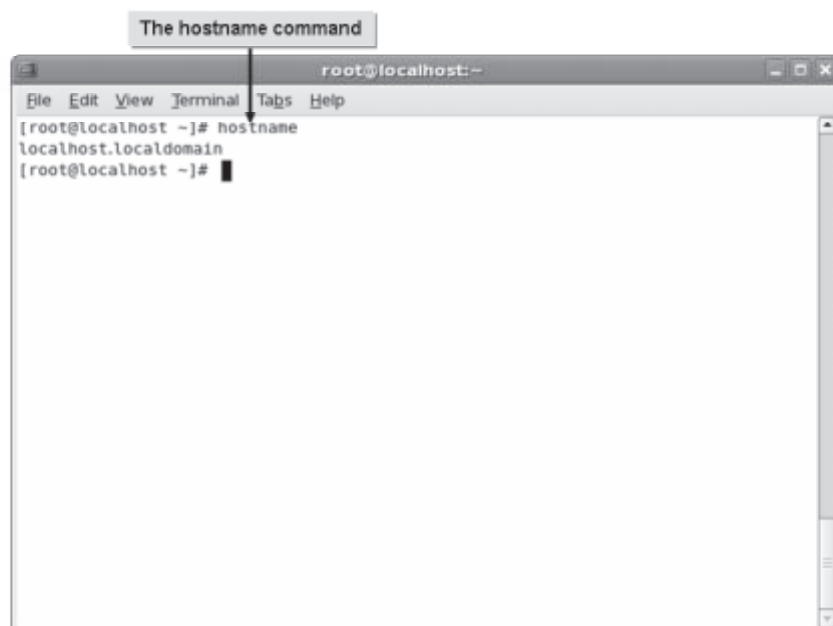 The hostname command
root@localhost:~
File Edit View Terminal Tabs Help
[root@localhost ~]# hostname
localhost.localdomain
[root@localhost ~]#